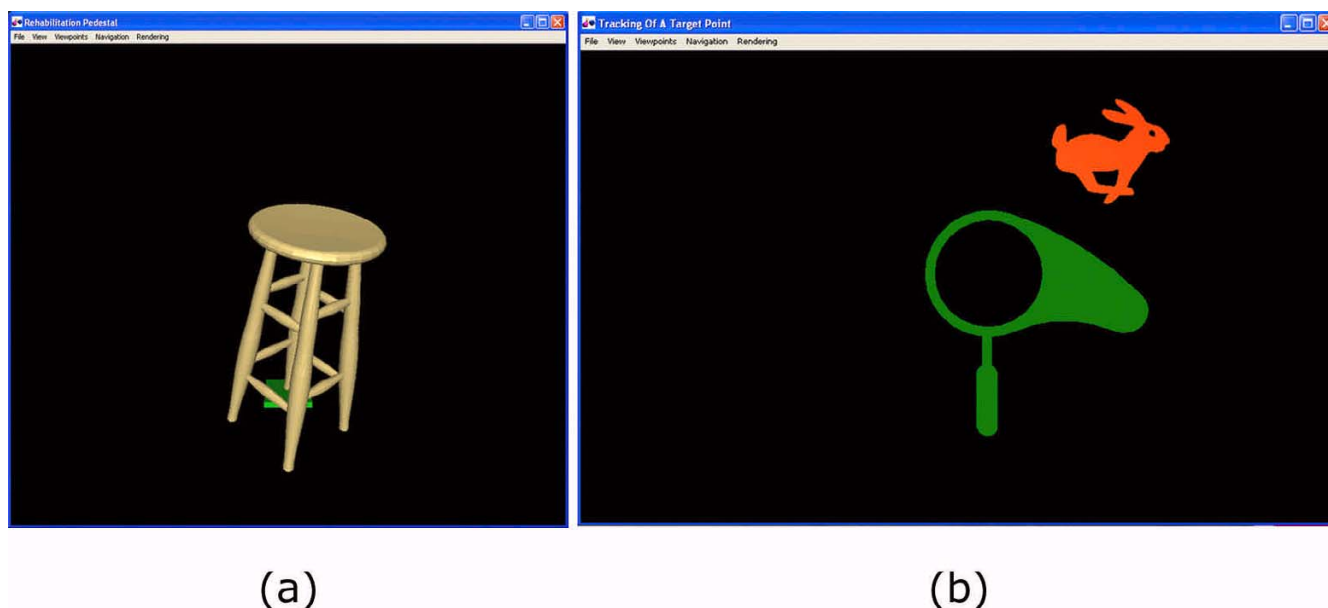 Rehabilitation Pedestal
File View Viewpoints Navigation Rendering
Tracking Of A Target Point
File View Viewpoints Navigation Rendering
(a)
(b)